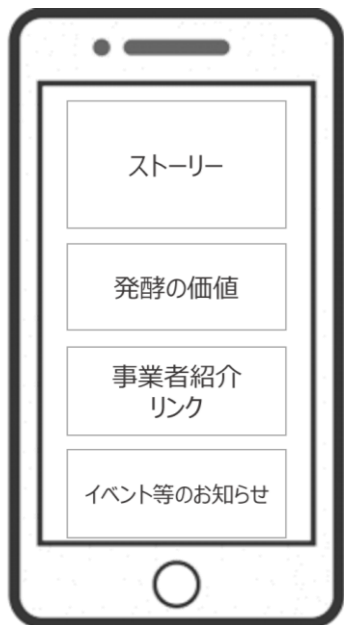 ストーリー
発酵の価値
事業者紹介
リンク
イベント等のお知らせ